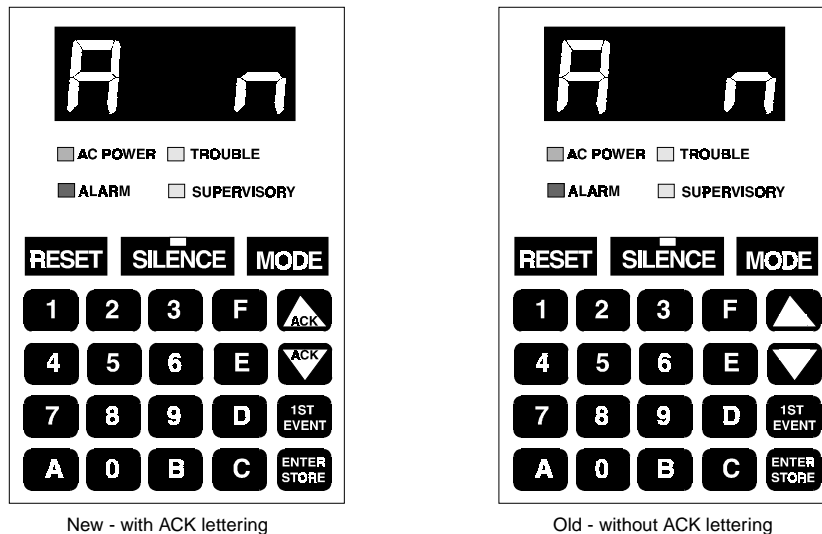 A n
AC POWER TROUBLE
ALARM SUPERVISORY
RESET SILENCE MODE
1 2 3 F ACK
4 5 6 E ACK
7 8 9 D 1ST EVENT
A 0 B C ENTER STORE
New - with ACK lettering
A n
AC POWER TROUBLE
ALARM SUPERVISORY
RESET SILENCE MODE
1 2 3 F
4 5 6 E
7 8 9 D 1ST EVENT
A 0 B C ENTER STORE
Old - without ACK lettering